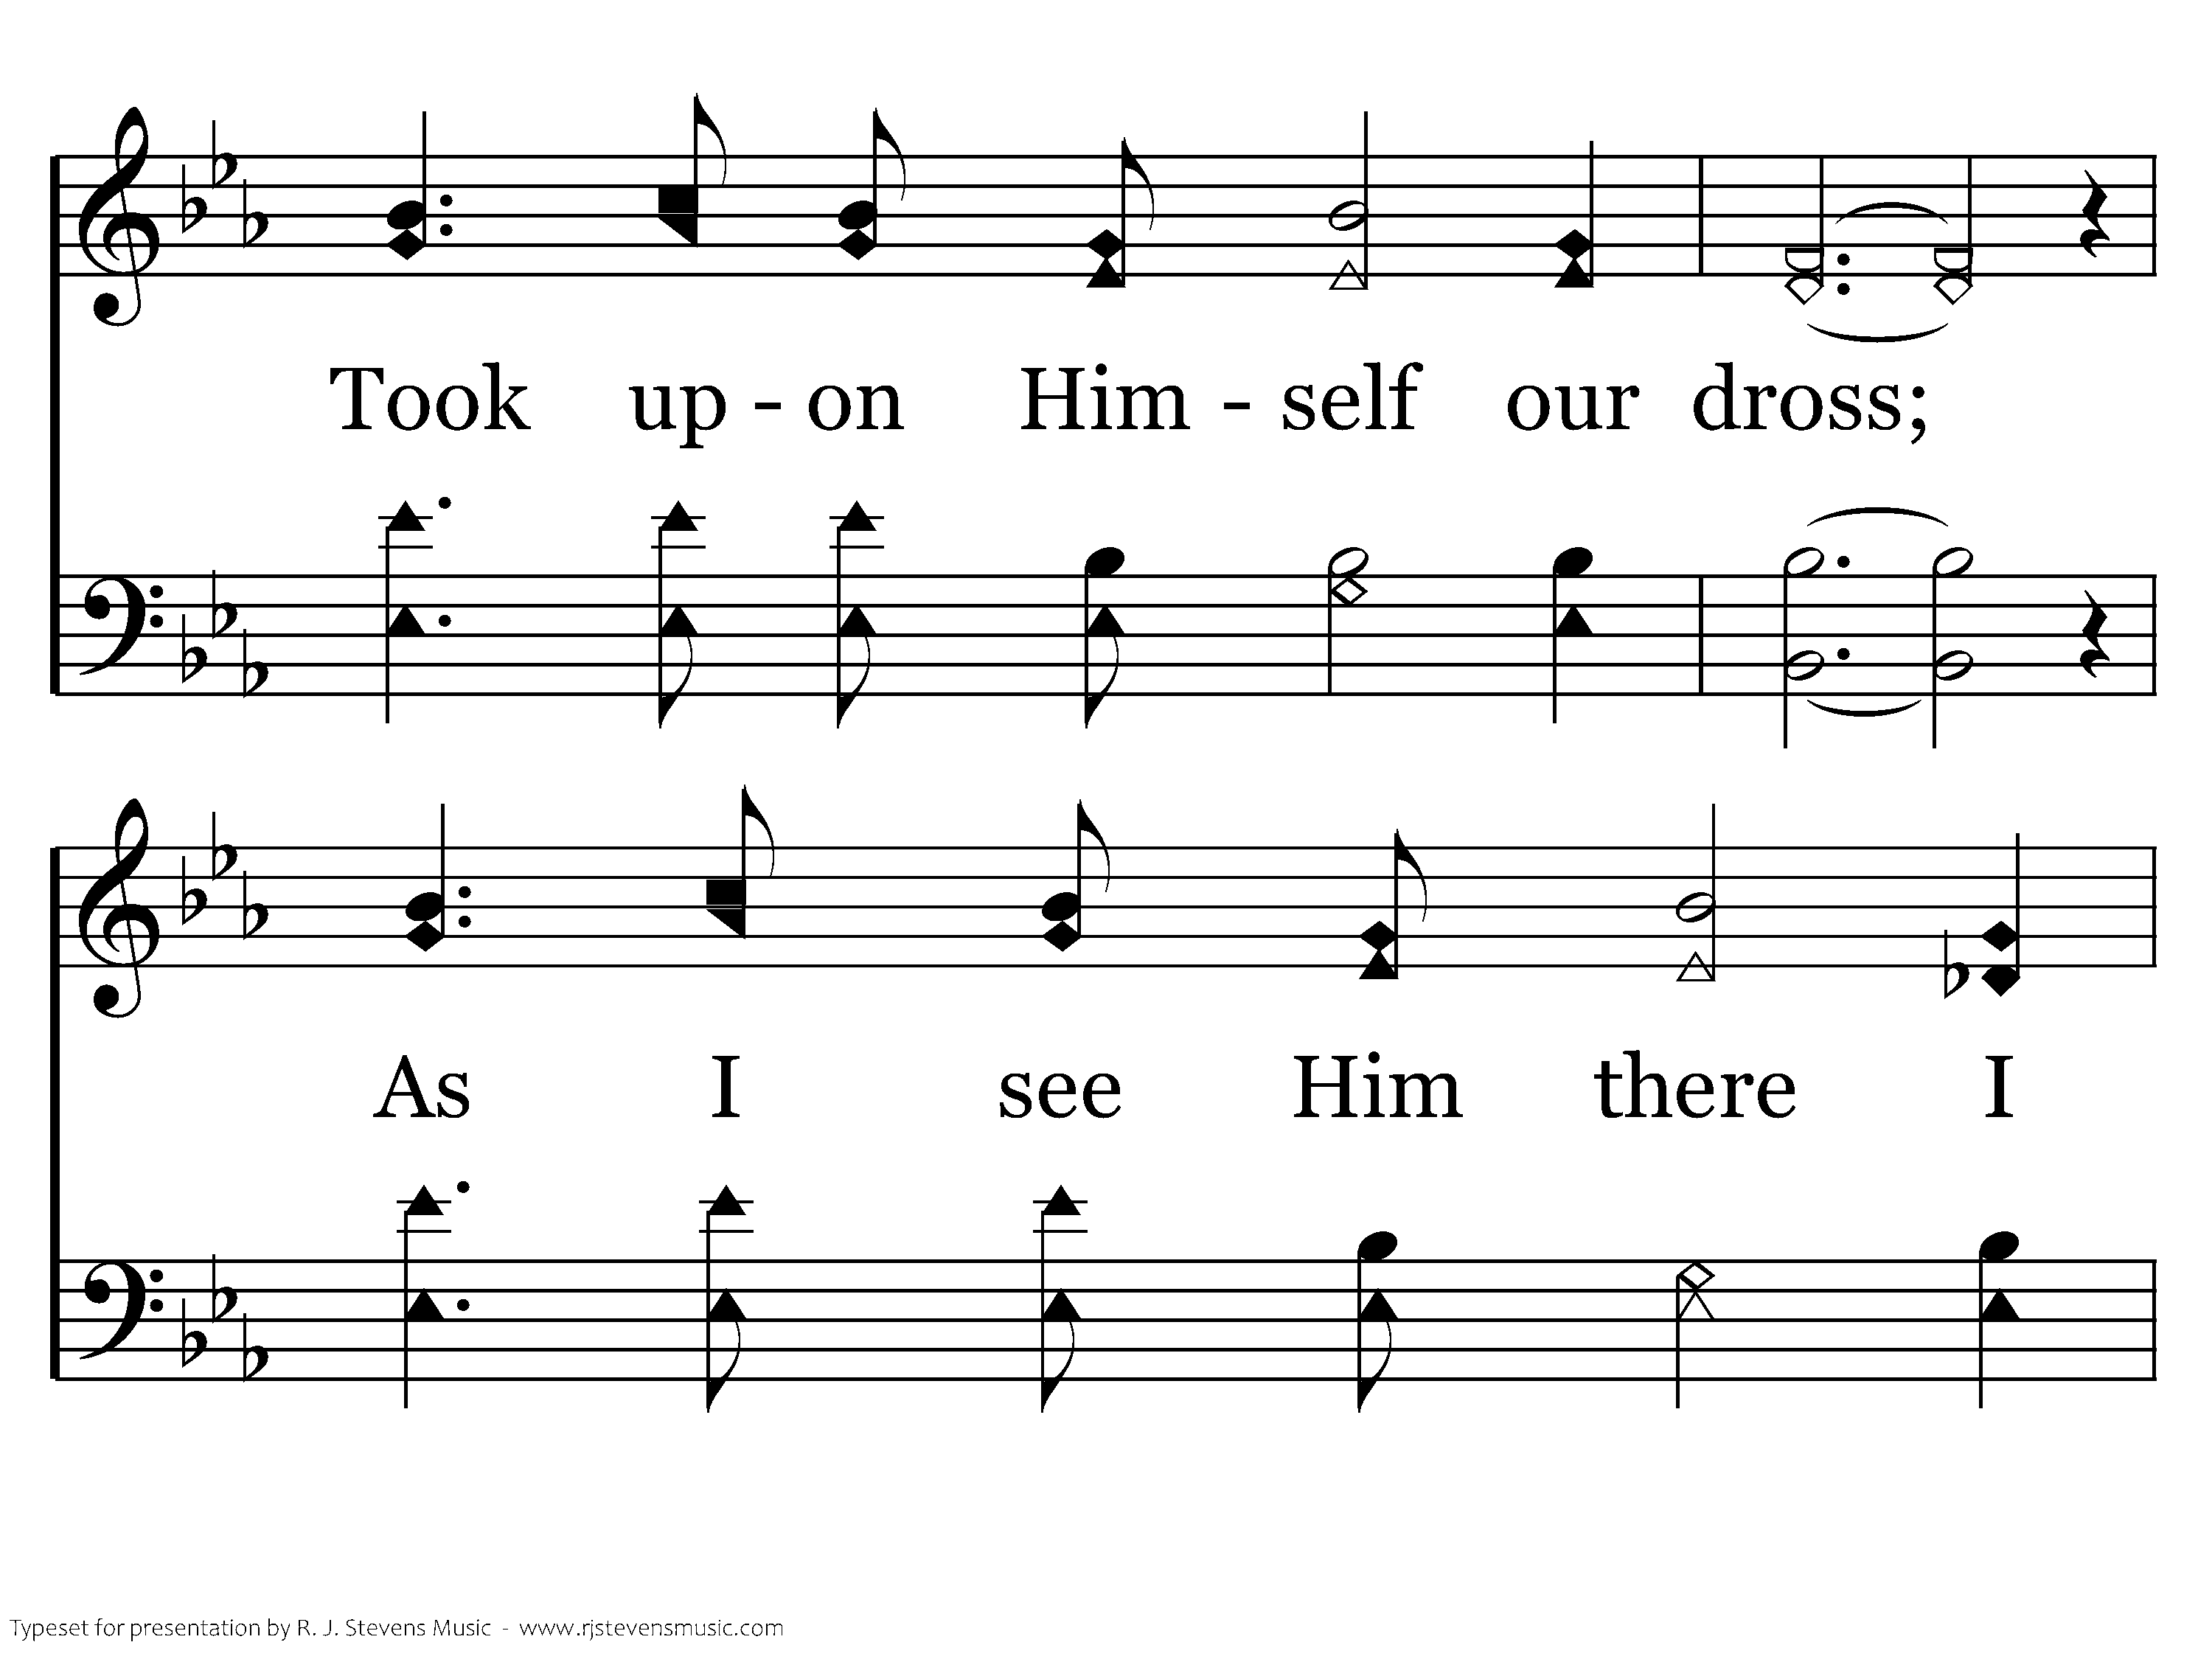 Took up - on Him - self our dross;
As I see Him there I
Typeset for presentation by R. J. Stevens Music - www.rjstevensmusic.com